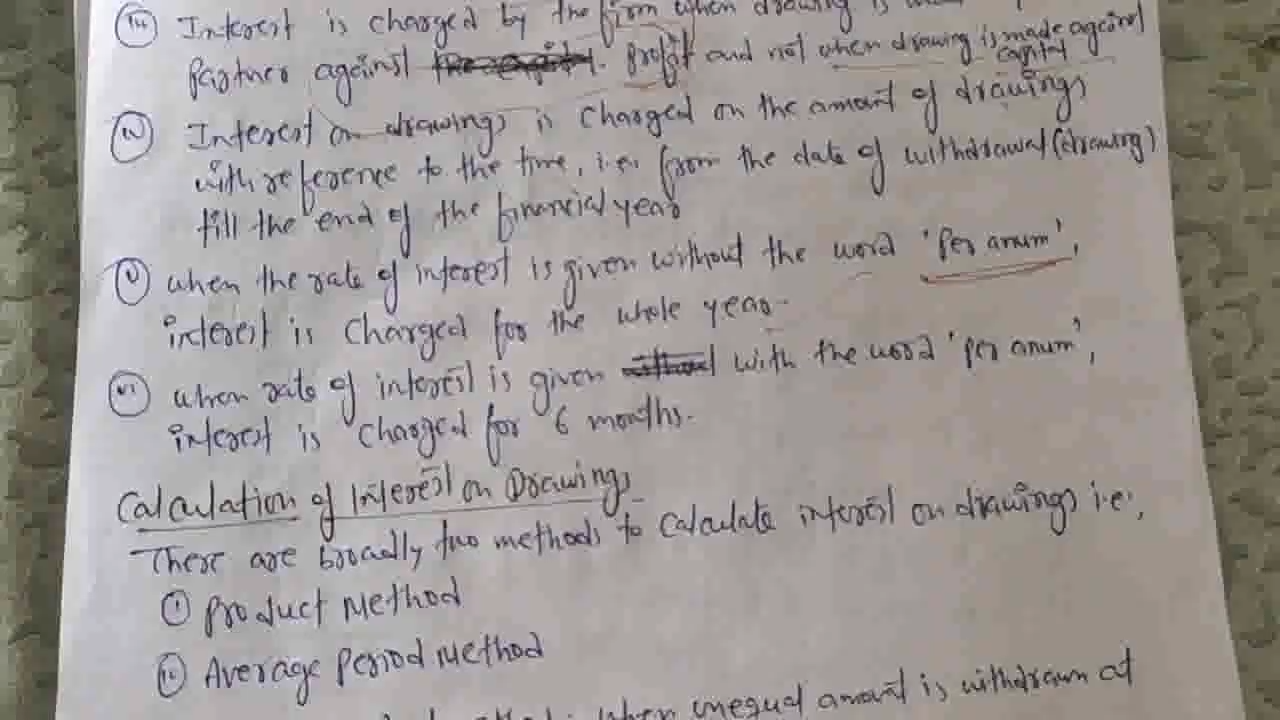 (iii) Interest is charged by the firm when drawing is
partner against profit and not when drawing is made against
capital
(iv) Interest on drawings is charged on the amount of drawings
with reference to the time, i.e. from the date of withdrawal (drawing)
till the end of the financial year
(v) when the rate of interest is given without the word 'per anum',
interest is charged for the whole year.
(vi) when rate of interest is given with the word 'per anum',
interest is charged for 6 months.
Calculation of Interest on Drawings
There are broadly two methods to calculate interest on drawings i.e.,
(i) Product Method
(ii) Average Period Method
when unequal amount is withdrawn at